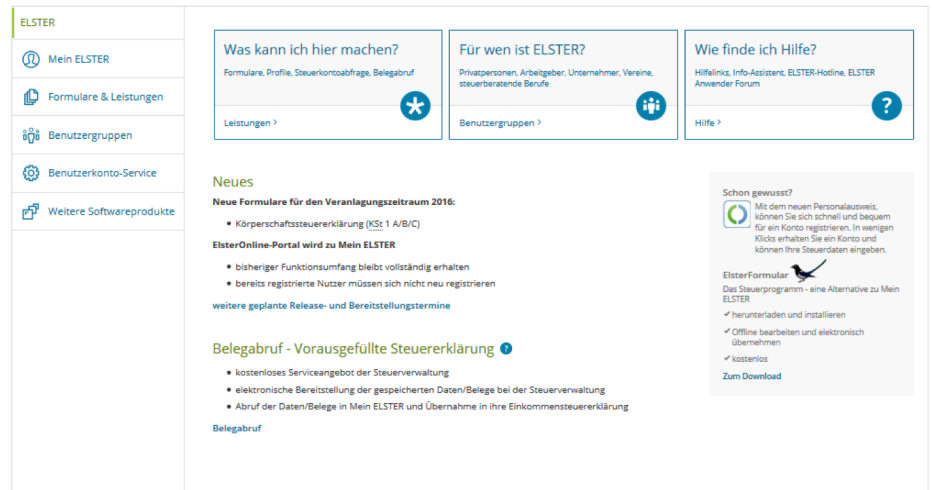 ELSTER
Mein ELSTER
Formulare & Leistungen
Benutzergruppen
Benutzerkonto-Service
Weitere Softwareprodukte
Was kann ich hier machen?
Formulare, Profile, Steuerkontoabfrage, Belegabruf
Leistungen >
Für wen ist ELSTER?
Privatpersonen, Arbeitgeber, Unternehmer, Vereine,
steuerberatende Berufe
Benutzergruppen >
Wie finde ich Hilfe?
Hilfelinks, Info-Assistent, ELSTER-Hotline, ELSTER
Anwender Forum
?
Hilfe >
Neues
Neue Formulare für den Veranlagungszeitraum 2016:
• Körperschaftssteuererklärung (KSt 1 A/B/C)
ElsterOnline-Portal wird zu Mein ELSTER
• bisheriger Funktionsumfang bleibt vollständig erhalten
• bereits registrierte Nutzer müssen sich nicht neu registrieren
weitere geplante Release- und Bereitstellungstermine
Belegabruf - Vorausgefüllte Steuererklärung ?
• kostenloses Serviceangebot der Steuerverwaltung
• elektronische Bereitstellung der gespeicherten Daten/Belege bei der Steuerverwaltung
• Abruf der Daten/Belege in Mein ELSTER und Übernahme in ihre Einkommensteuererklärung
Belegabruf
Schon gewusst?
Mit dem neuen Personalausweis,
können Sie sich schnell und bequem
für ein Konto registrieren. In wenigen
Klicks erhalten Sie ein Konto und
können Ihre Steuerdaten eingeben.
ElsterFormular
Das Steuerprogramm - eine Alternative zu Mein
ELSTER
✓ herunterladen und installieren
✓ Offline bearbeiten und elektronisch
übernehmen
✓ kostenlos
Zum Download